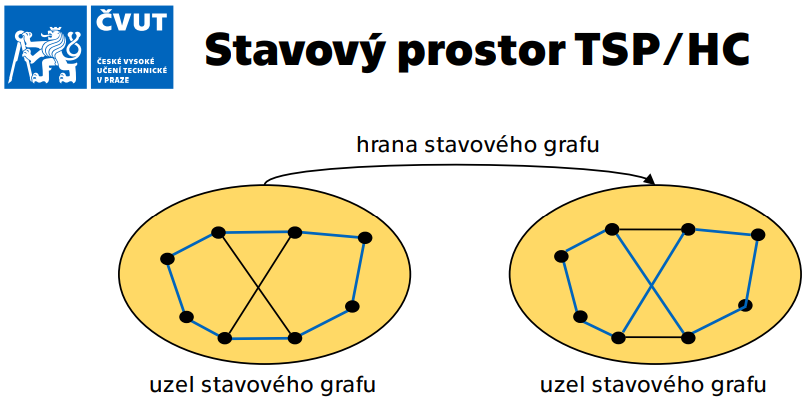 ČVUT
ČESKÉ VYSOKÉ
UČENÍ TECHNICKÉ
V PRAZE
Stavový prostor TSP/HC
hrana stavového grafu
uzel stavového grafu
uzel stavového grafu